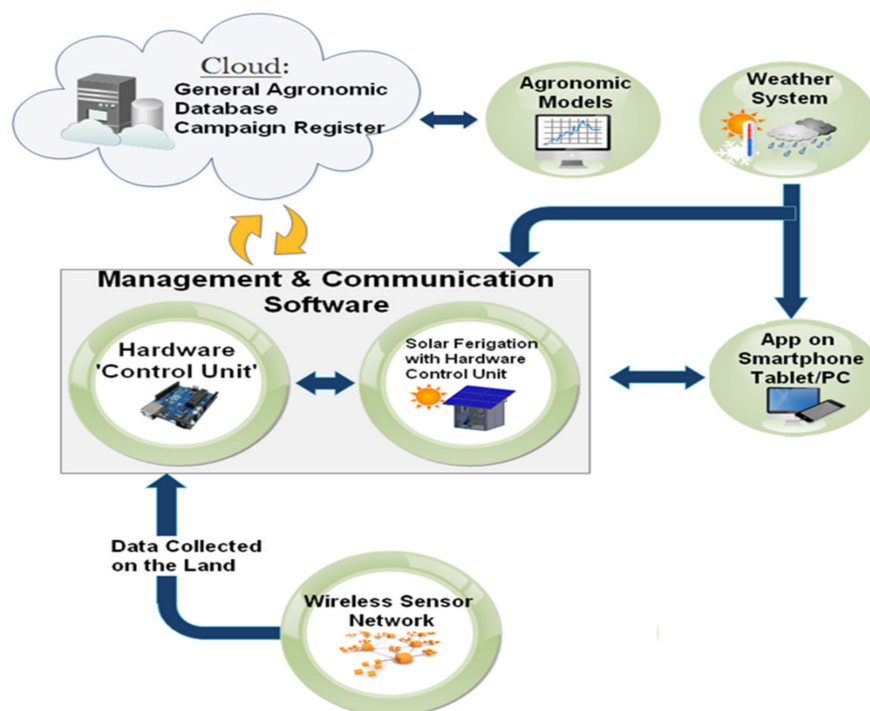 Cloud:
General Agronomic
Database
Campaign Register
Agronomic
Models
Weather
System
Management & Communication
Software
Hardware
'Control Unit'
Solar Ferigation
with Hardware
Control Unit
App on
Smartphone
Tablet/PC
Data Collected
on the Land
Wireless Sensor
Network